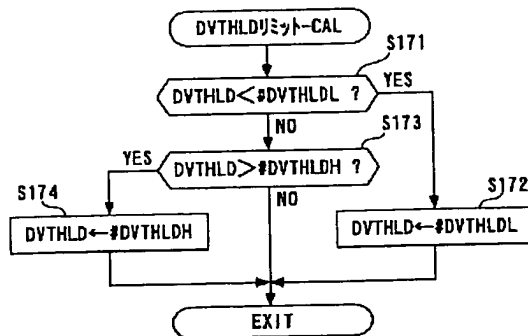 DVTHLDリミット-CAL
S171
DVTHLD<#DVTHLDL ?
YES
NO
S173
YES
DVTHLD>#DVTHLDH ?
NO
S174
S172
DVTHLD←#DVTHLDH
DVTHLD←#DVTHLDL
EXIT